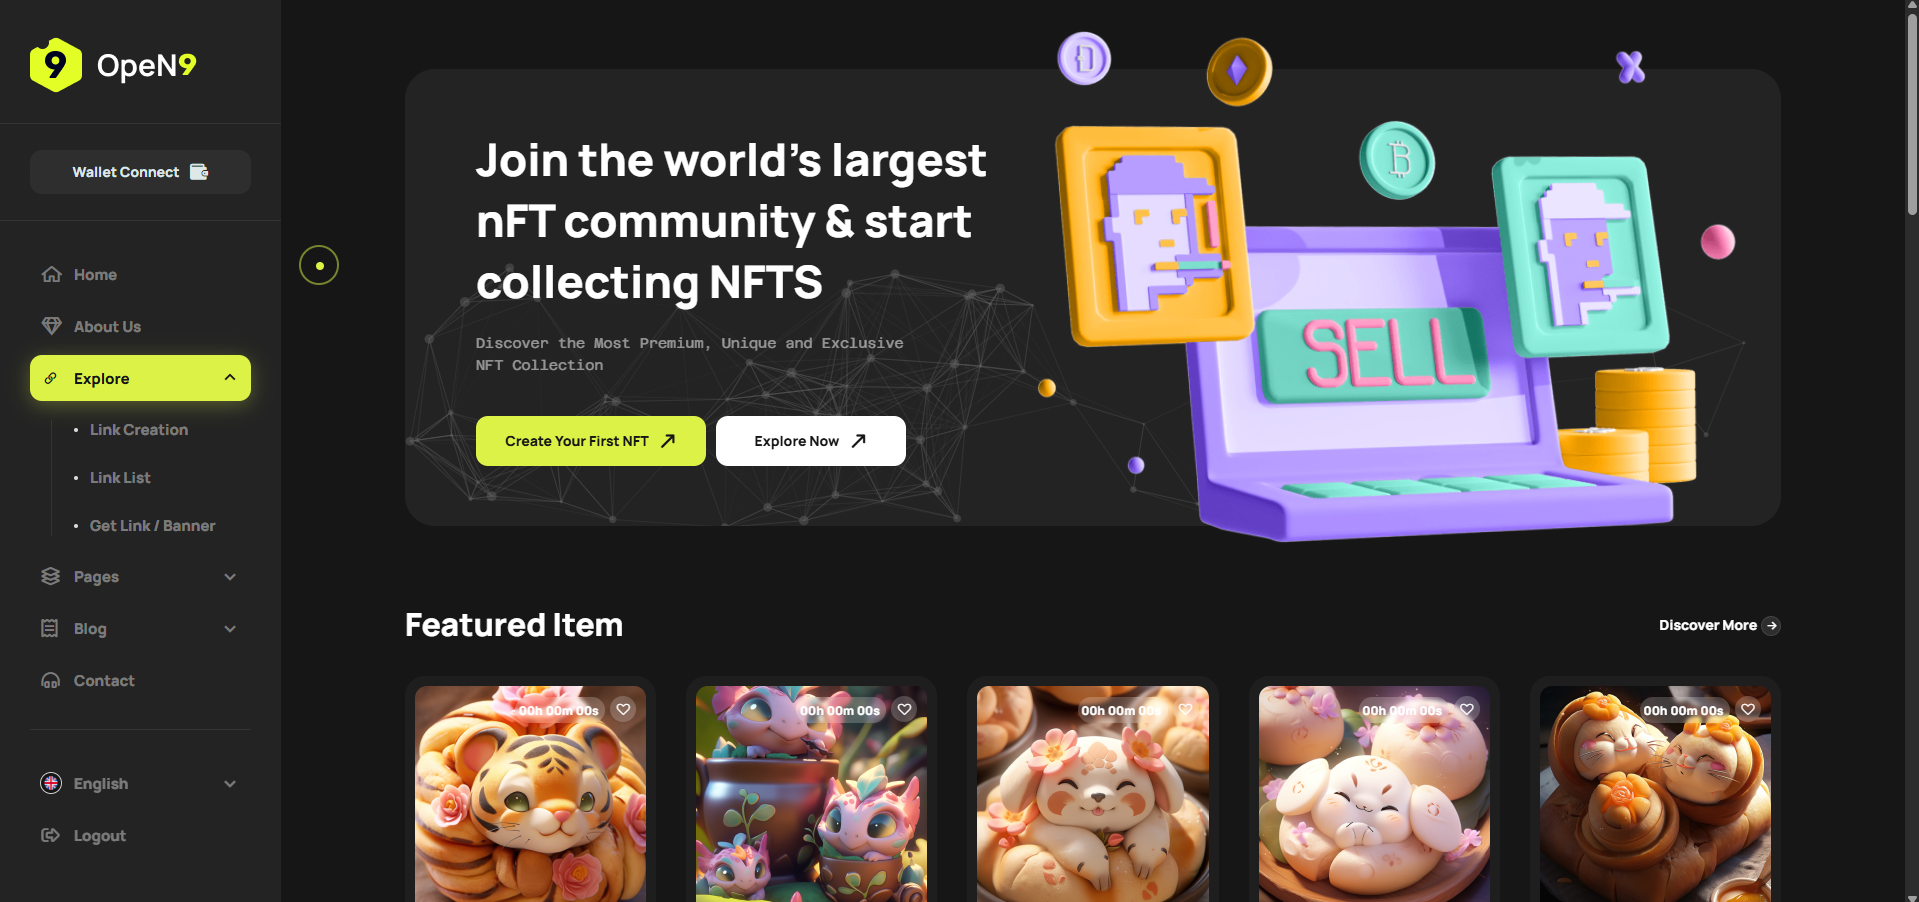 9 OpeN9
Wallet Connect
Home
About Us
Explore
Link Creation
Link List
Get Link / Banner
Pages
Blog
Contact
English
Logout
Join the world's largest
nFT community & start
collecting NFTS
Discover the Most Premium, Unique and Exclusive
NFT Collection
Create Your First NFT
Explore Now
SELL
Featured Item
Discover More
00h 00m 00s
00h 00m 00s
00h 00m 00s
00h 00m 00s
00h 00m 00s